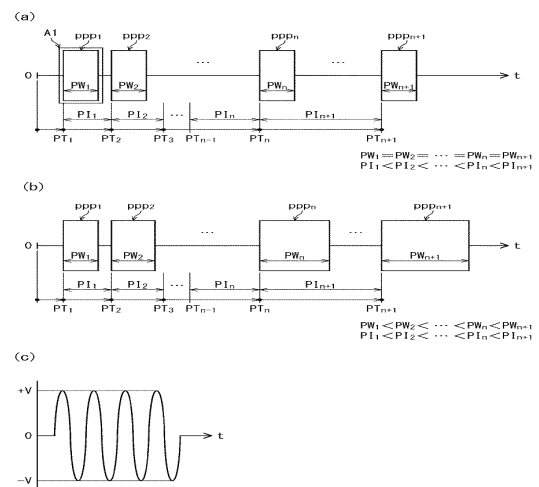 (a)
A1 ppp₁ ppp₂ ··· pppₙ pppₙ₊₁
0 PW₁ PW₂ PWₙ PWₙ₊₁ t
PI₁ PI₂ ··· PIₙ PIₙ₊₁
PT₁ PT₂ PT₃ PTₙ₋₁ PTₙ PTₙ₊₁
PW₁=PW₂= ··· =PWₙ=PWₙ₊₁
PI₁<PI₂< ··· <PIₙ<PIₙ₊₁
(b)
ppp₁ ppp₂ ··· pppₙ ··· pppₙ₊₁
0 PW₁ PW₂ PWₙ PWₙ₊₁ t
PI₁ PI₂ ··· PIₙ PIₙ₊₁
PT₁ PT₂ PT₃ PTₙ₋₁ PTₙ PTₙ₊₁
PW₁<PW₂< ··· <PWₙ<PWₙ₊₁
PI₁<PI₂< ··· <PIₙ<PIₙ₊₁
(c)
+V
0 t
−V